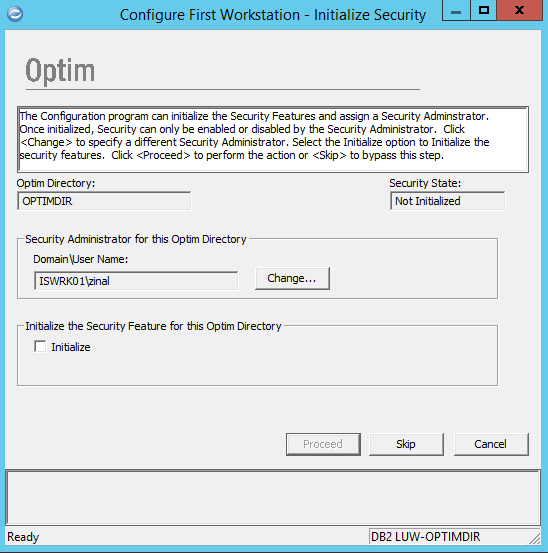 Configure First Workstation - Initialize Security
Optim
The Configuration program can initialize the Security Features and assign a Security Adminstrator.
Once initialized, Security can only be enabled or disabled by the Security Administrator.  Click
<Change> to specify a different Security Administrator. Select the Initialize option to Initialize the
security features.  Click <Proceed> to perform the action or <Skip> to bypass this step.
Optim Directory:
Security State:
OPTIMDIR
Not Initialized
Security Administrator for this Optim Directory
Domain\User Name:
ISWRK01\zinal
Change...
Initialize the Security Feature for this Optim Directory
Initialize
Proceed
Skip
Cancel
Ready
DB2 LUW-OPTIMDIR